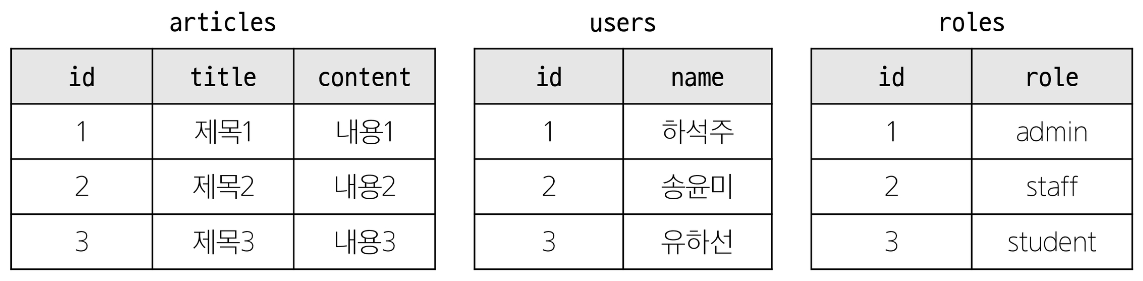 articles users roles
id title content id name id role
1 제목1 내용1 1 하석주 1 admin
2 제목2 내용2 2 송윤미 2 staff
3 제목3 내용3 3 유하선 3 student